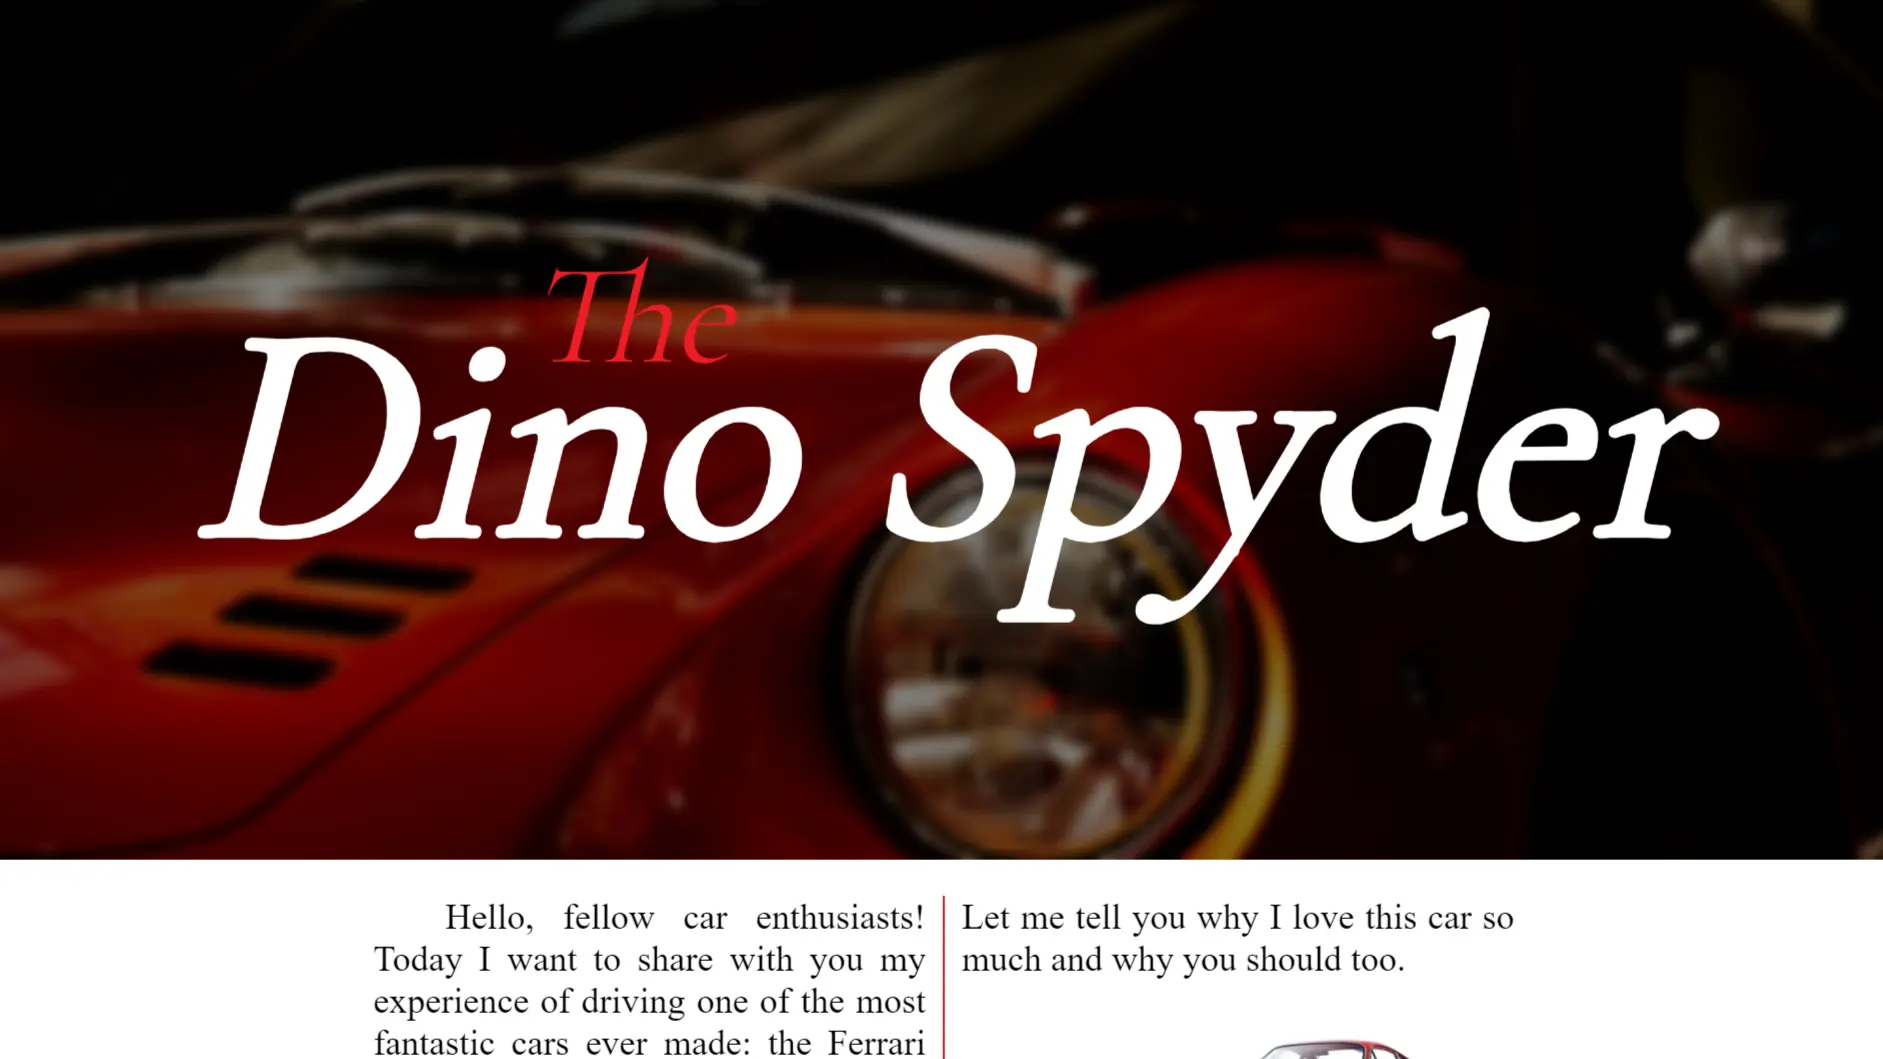 The
Dino Spyder
Hello, fellow car enthusiasts!
Today I want to share with you my
experience of driving one of the most
fantastic cars ever made: the Ferrari
Let me tell you why I love this car so
much and why you should too.